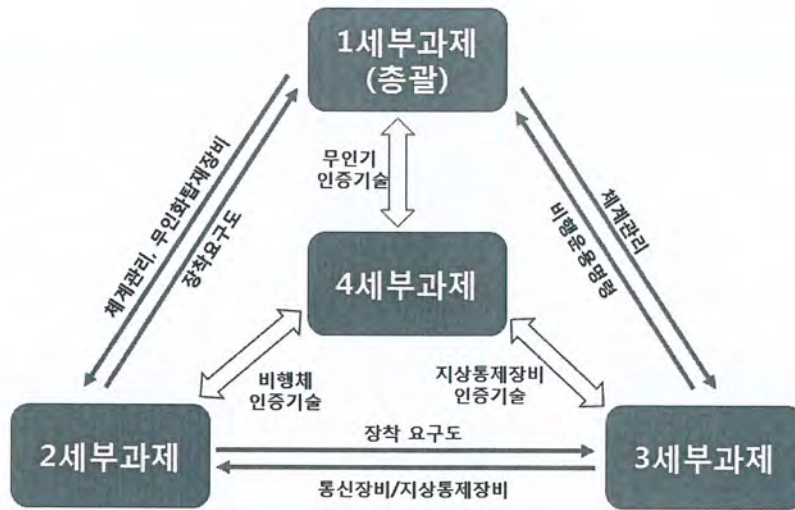 1세부과제
(총괄)
무인기
인증기술
체계관리, 무인화탑재장비
장착요구도
체계관리
비행운용명령
4세부과제
비행체
인증기술
지상통제장비
인증기술
2세부과제
장착 요구도
통신장비/지상통제장비
3세부과제